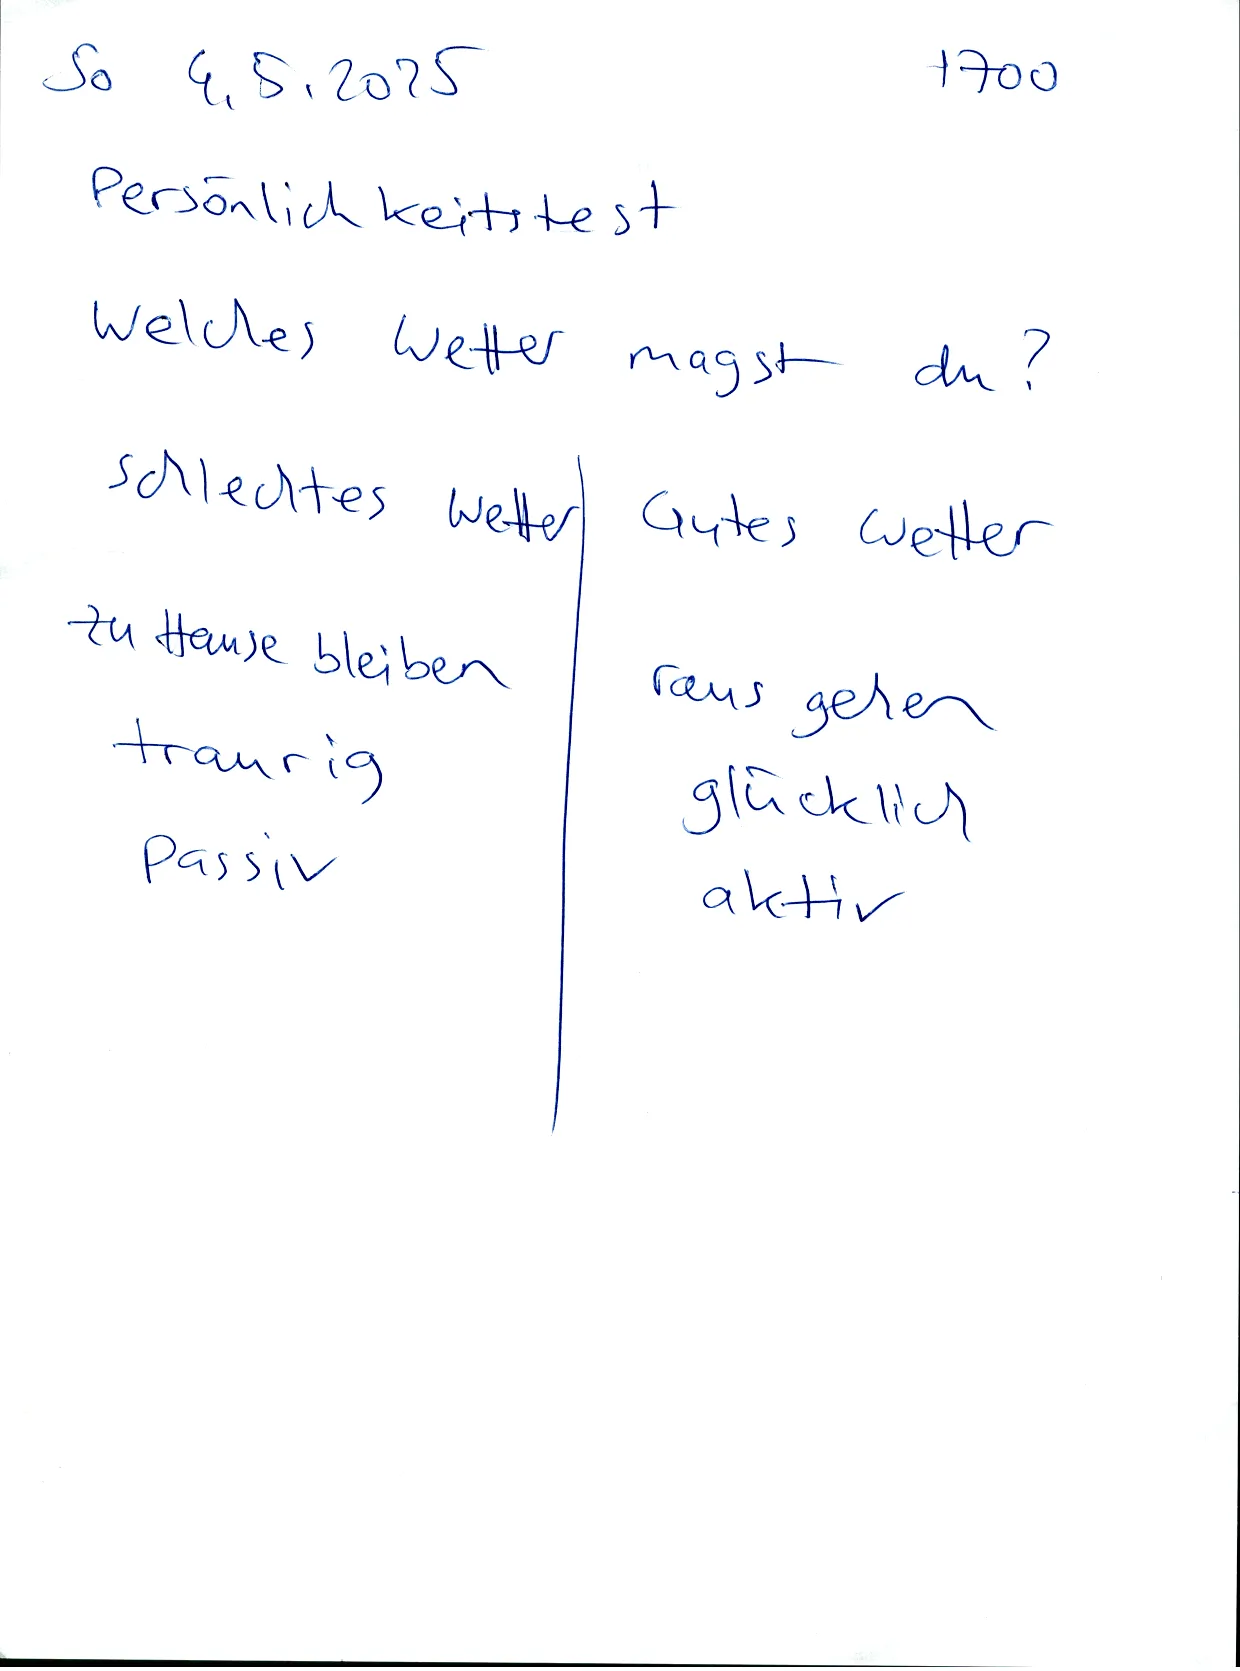 So 4.5.2025 1700
Persönlichkeitstest
Welches Wetter magst du?
schlechtes Wetter
Gutes Wetter
zu Hause bleiben
traurig
Passiv
raus gehen
glücklich
aktiv